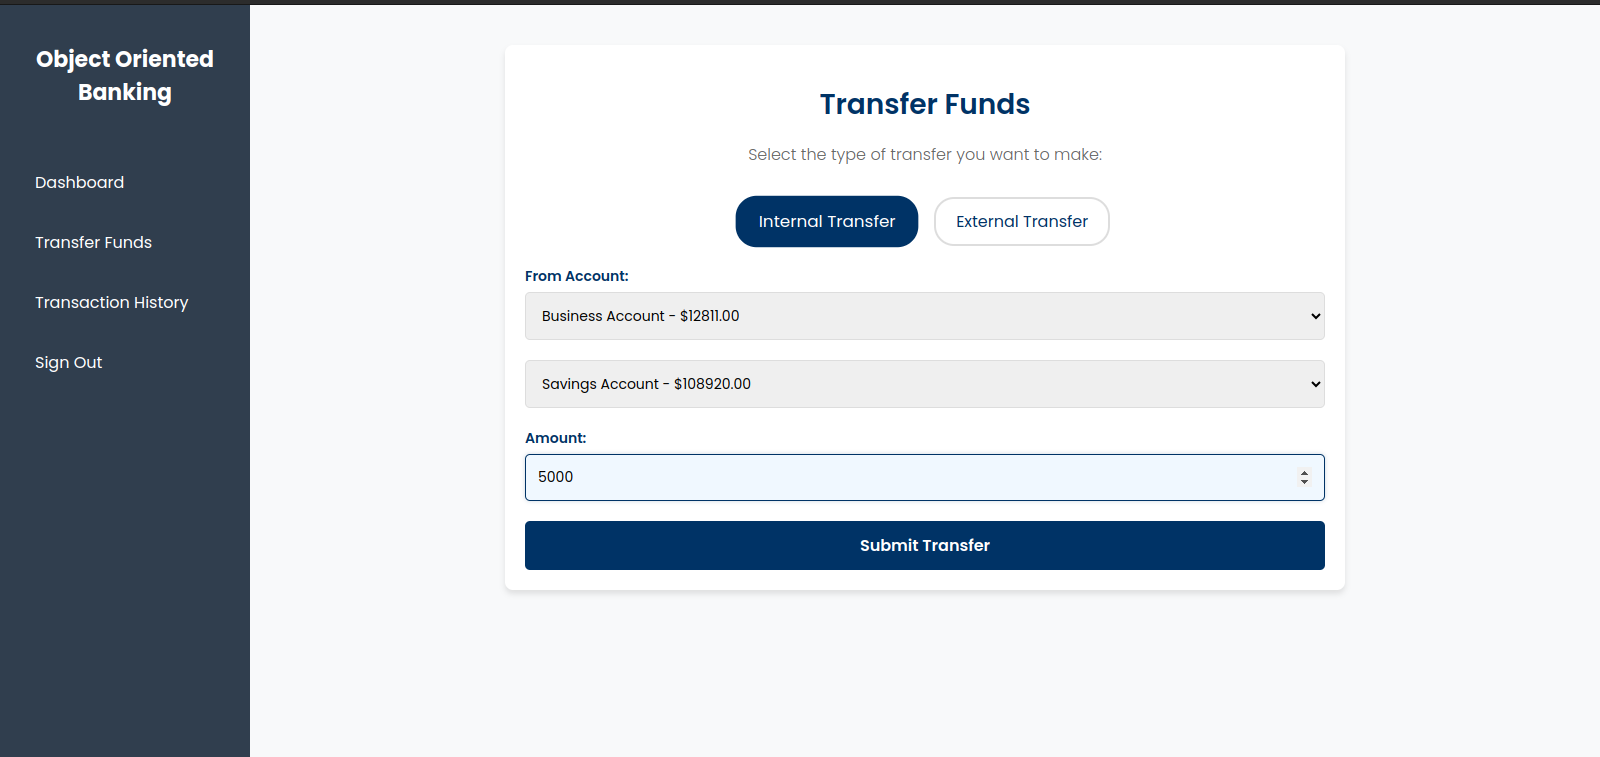 Object Oriented
Banking
Dashboard
Transfer Funds
Transaction History
Sign Out
Transfer Funds
Select the type of transfer you want to make:
Internal Transfer
External Transfer
From Account:
Business Account - $12811.00
Savings Account - $108920.00
Amount:
5000
Submit Transfer